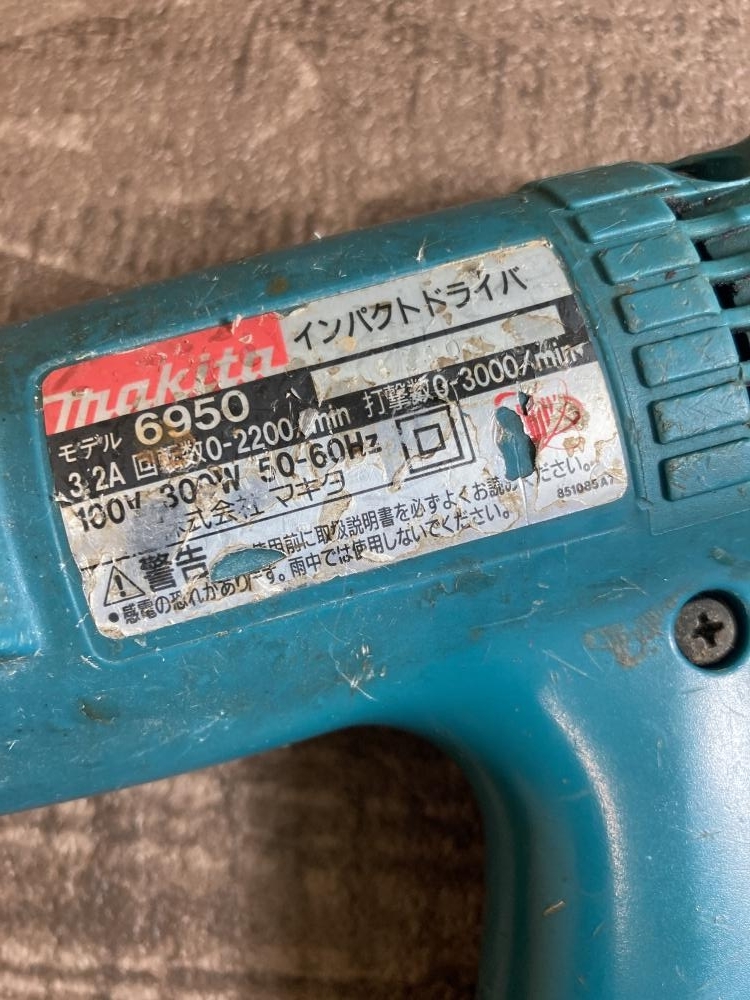 makita インパクトドライバ
モデル 6950
3.2A 回転数0-2200/min 打撃数0-3000/min
100V 300W 50-60Hz
株式会社 マキタ
警告 使用前に取扱説明書を必ずよくお読みください。
•感電の恐れがあります。雨中では使用しないでください。
851085A7